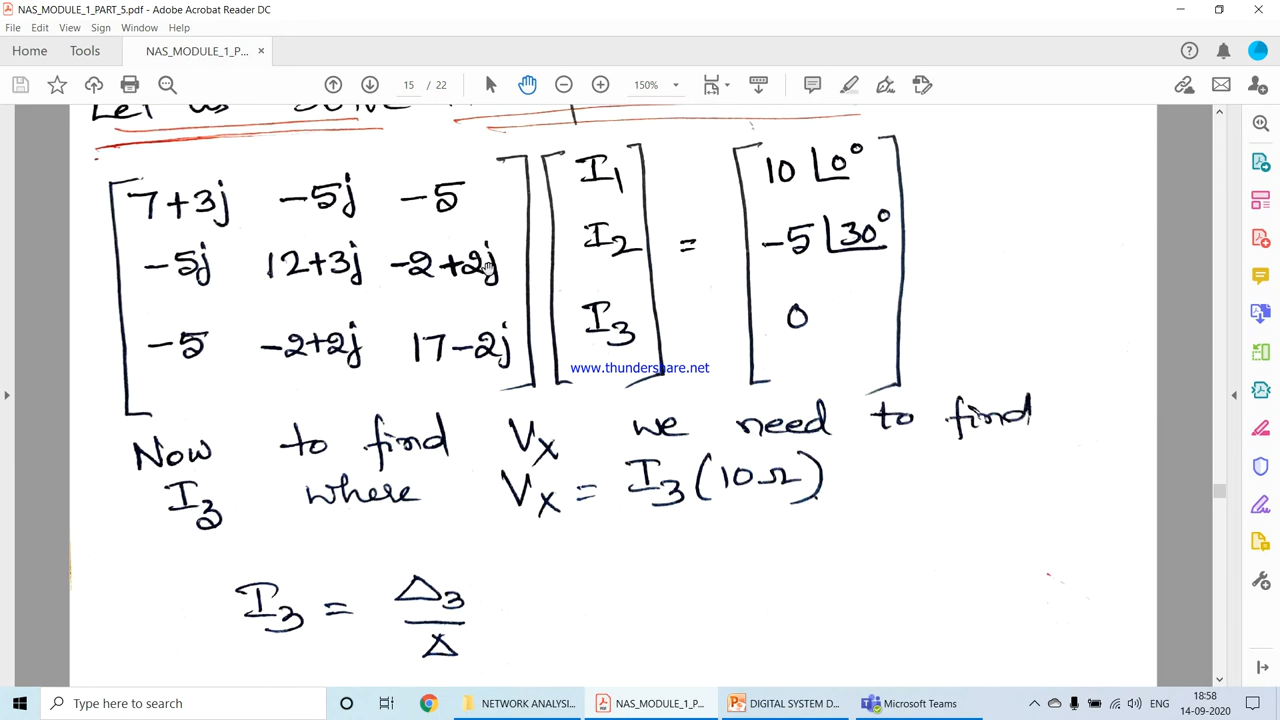 NAS_MODULE_1_PART_5.pdf - Adobe Acrobat Reader DC
File Edit View Sign Window Help
Home Tools NAS_MODULE_1_P... ×
15 / 22 150%
Let us solve
7+3j -5j -5
-5j 12+3j -2+2j
-5 -2+2j 17-2j
I1
I2
I3
=
10∠0°
-5∠30°
0
www.thundershare.net
Now to find Vx we need to find
I3 where Vx = I3(10Ω)
I3 = Δ3/Δ
Type here to search
NETWORK ANALYSI...
NAS_MODULE_1_P...
DIGITAL SYSTEM D...
Microsoft Teams
18:58
14-09-2020